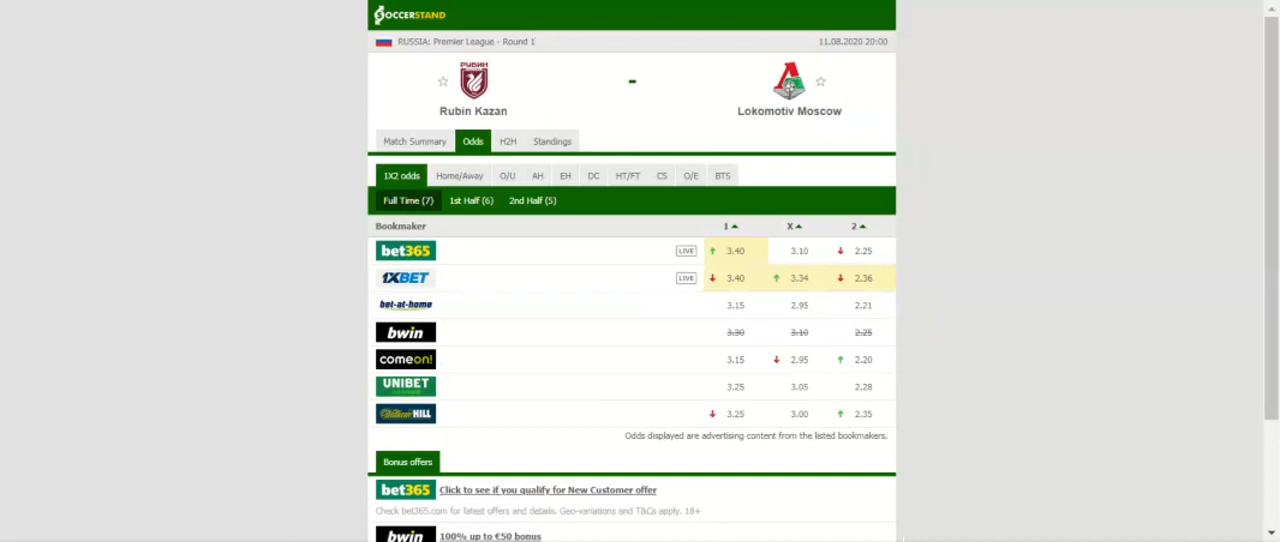 SOCCERSTAND
RUSSIA: Premier League - Round 1 11.08.2020 20:00
РУБИН
-
Rubin Kazan Lokomotiv Moscow
Match Summary Odds H2H Standings
1X2 odds Home/Away O/U AH EH DC HT/FT CS O/E BTS
Full Time (7) 1st Half (6) 2nd Half (5)
Bookmaker 1 X 2
bet365 LIVE 3.40 3.10 2.25
1XBET LIVE 3.40 3.34 2.36
bet-at-home 3.15 2.95 2.21
bwin 3.30 3.10 2.25
comeon! 3.15 2.95 2.20
UNIBET 3.25 3.05 2.28
William HILL 3.25 3.00 2.35
Odds displayed are advertising content from the listed bookmakers.
Bonus offers
bet365 Click to see if you qualify for New Customer offer
Check bet365.com for latest offers and details. Geo-variations and T&Cs apply. 18+
bwin 100% up to €50 bonus